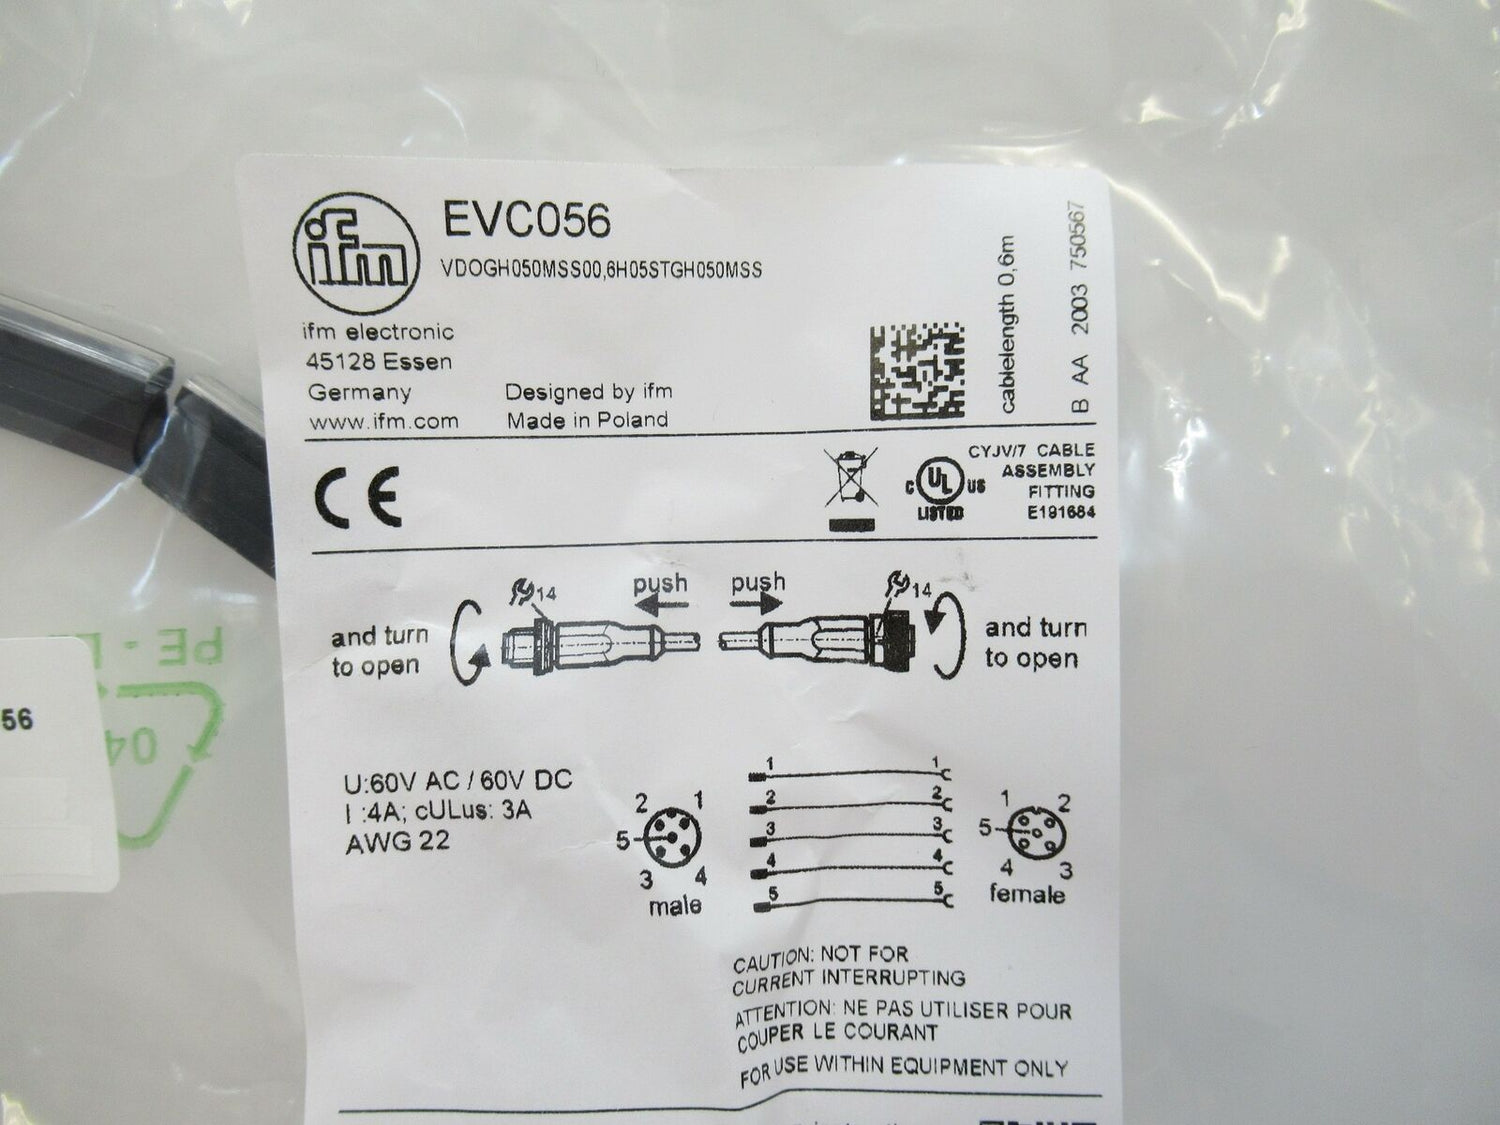 ifm
EVC056
VDOGH050MSS00,6H05STGH050MSS
ifm electronic
45128 Essen
Germany
www.ifm.com
Designed by ifm
Made in Poland
cablelength 0,6m
B AA 2003 750567
CE
C UL US
LISTED
CYJV/7 CABLE
ASSEMBLY
FITTING
E191684
and turn
to open
14
push
push
14
and turn
to open
U:60V AC / 60V DC
I :4A; cULus: 3A
AWG 22
2 1
5
3 4
male
1 1
2 2
3 3
4 4
5 5
1 2
5
4 3
female
CAUTION: NOT FOR
CURRENT INTERRUPTING
ATTENTION: NE PAS UTILISER POUR
COUPER LE COURANT
FOR USE WITHIN EQUIPMENT ONLY
56
PE -
04